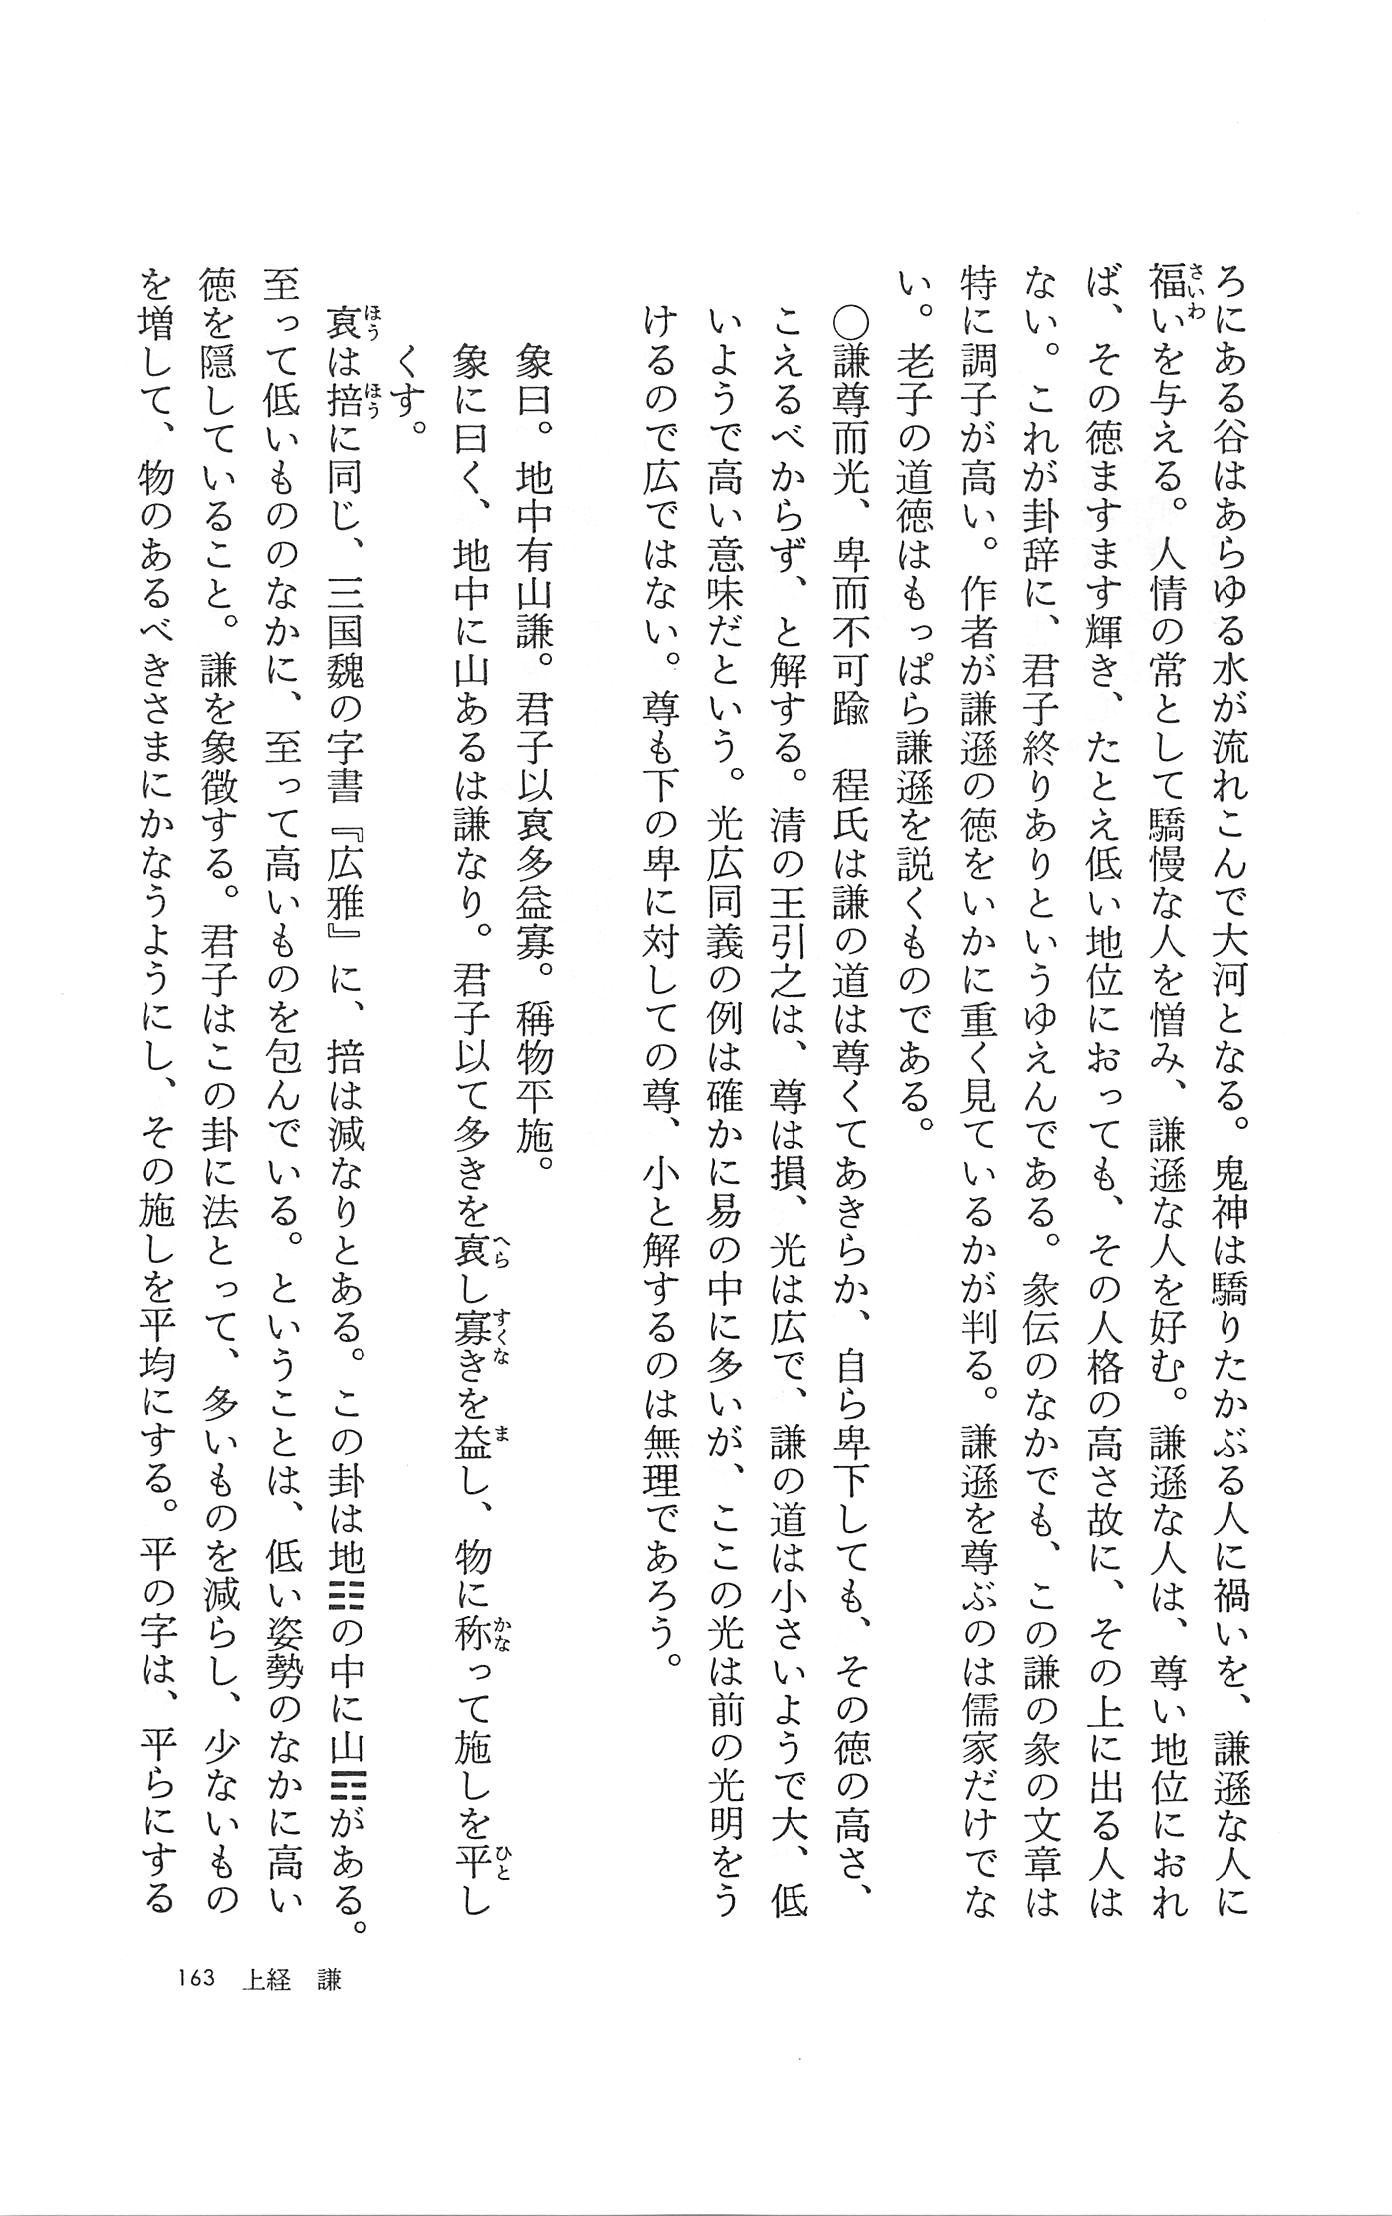 ろにある谷はあらゆる水が流れこんで大河となる。鬼神は驕りたかぶる人に禍いを、謙遜な人に
福いを与える。人情の常として驕慢な人を憎み、謙遜な人を好む。謙遜な人は、尊い地位におれ
ば、その徳ますます輝き、たとえ低い地位におっても、その人格の高さ故に、その上に出る人は
ない。これが卦辞に、君子終りありというゆえんである。彖伝のなかでも、この謙の彖の文章は
特に調子が高い。作者が謙遜の徳をいかに重く見ているかが判る。謙遜を尊ぶのは儒家だけでな
い。老子の道徳はもっぱら謙遜を説くものである。
〇謙尊而光、卑而不可踰　程氏は謙の道は尊くてあきらか、自ら卑下しても、その徳の高さ、
こえるべからず、と解する。清の王引之は、尊は損、光は広で、謙の道は小さいようで大、低
いようで高い意味だという。光広同義の例は確かに易の中に多いが、ここの光は前の光明をう
けるので広ではない。尊も下の卑に対しての尊、小と解するのは無理であろう。
象曰。地中有山謙。君子以裒多益寡。稱物平施。
象に曰く、地中に山あるは謙なり。君子以て多きを裒し寡きを益し、物に称って施しを平し
くす。
裒は掊に同じ、三国魏の字書『広雅』に、掊は減なりとある。この卦は地☷の中に山☶がある。
至って低いもののなかに、至って高いものを包んでいる。ということは、低い姿勢のなかに高い
徳を隠していること。謙を象徴する。君子はこの卦に法とって、多いものを減らし、少ないもの
を増して、物のあるべきさまにかなうようにし、その施しを平均にする。平の字は、平らにする
163　上経　謙